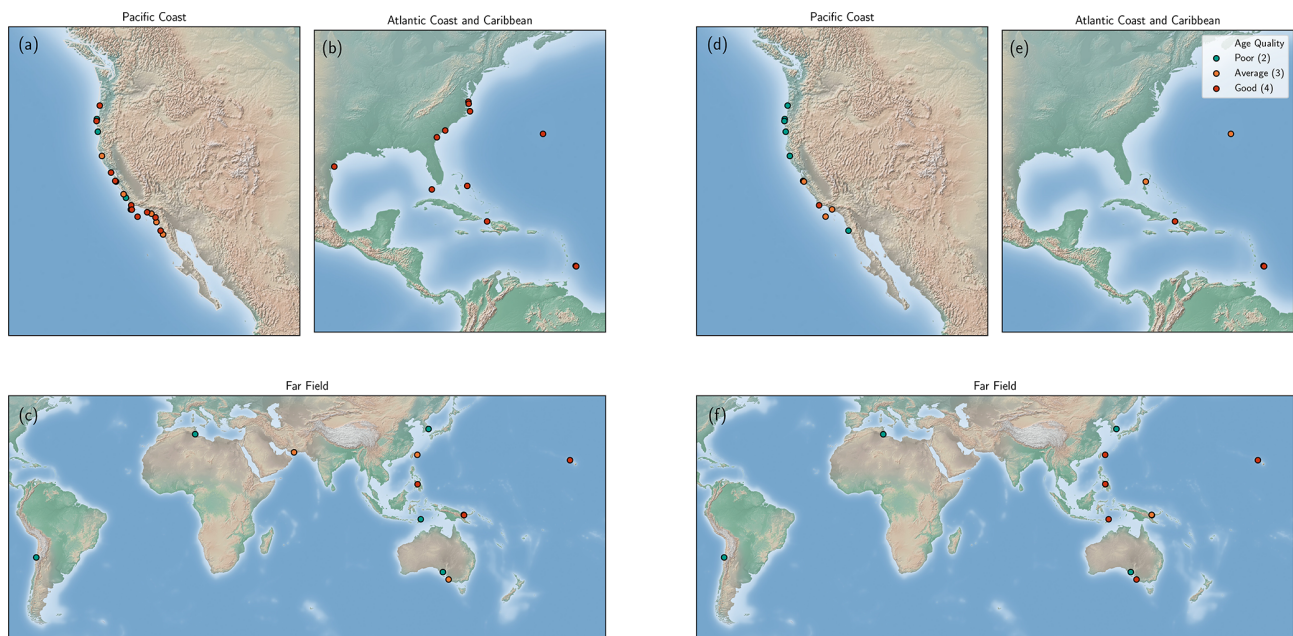 Pacific Coast
(a)
Atlantic Coast and Caribbean
(b)
Pacific Coast
(d)
Atlantic Coast and Caribbean
(e)
Age Quality
Poor (2)
Average (3)
Good (4)
Far Field
(c)
Far Field
(f)